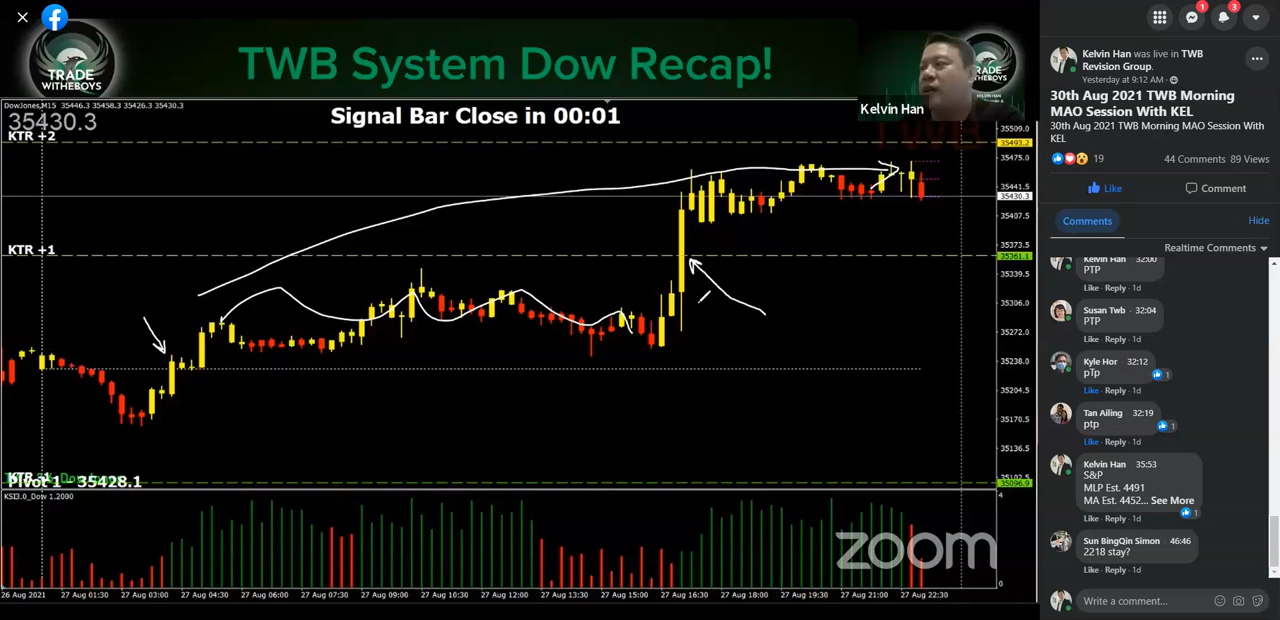 TRADE
WITHEBOYS
TWB System Dow Recap!
Kelvin Han
DowJones,M15 35446.3 35458.3 35426.3 35430.3
35430.3
Signal Bar Close in 00:01
KTR +2
KTR +1
Pivot 1 - 35428.1
35509.0
35493.2
35475.0
35441.5
35430.3
35407.5
35373.5
35361.1
35339.5
35306.0
35272.0
35238.0
35204.5
35170.5
35136.5
35096.9
KSI3.0_Dow 1.2000
4
0
zoom
26 Aug 2021
27 Aug 01:30
27 Aug 03:00
27 Aug 04:30
27 Aug 06:00
27 Aug 07:30
27 Aug 09:00
27 Aug 10:30
27 Aug 12:00
27 Aug 13:30
27 Aug 15:00
27 Aug 16:30
27 Aug 18:00
27 Aug 19:30
27 Aug 21:00
27 Aug 22:30
1
3
Kelvin Han was live in TWB
Revision Group.
Yesterday at 9:12 AM
30th Aug 2021 TWB Morning
MAO Session With KEL
30th Aug 2021 TWB Morning MAO Session With
KEL
19
44 Comments 89 Views
Like
Comment
Comments
Hide
Realtime Comments
Kelvin Han 32:00
PTP
Like · Reply · 1d
Susan Twb 32:04
PTP
Like · Reply · 1d
Kyle Hor 32:12
pTp
1
Like · Reply · 1d
Tan Ailing 32:19
ptp
1
Like · Reply · 1d
Kelvin Han 35:53
S&P
MLP Est. 4491
MA Est. 4452... See More
1
Like · Reply · 1d
Sun BingQin Simon 46:46
2218 stay?
Like · Reply · 1d
Write a comment...